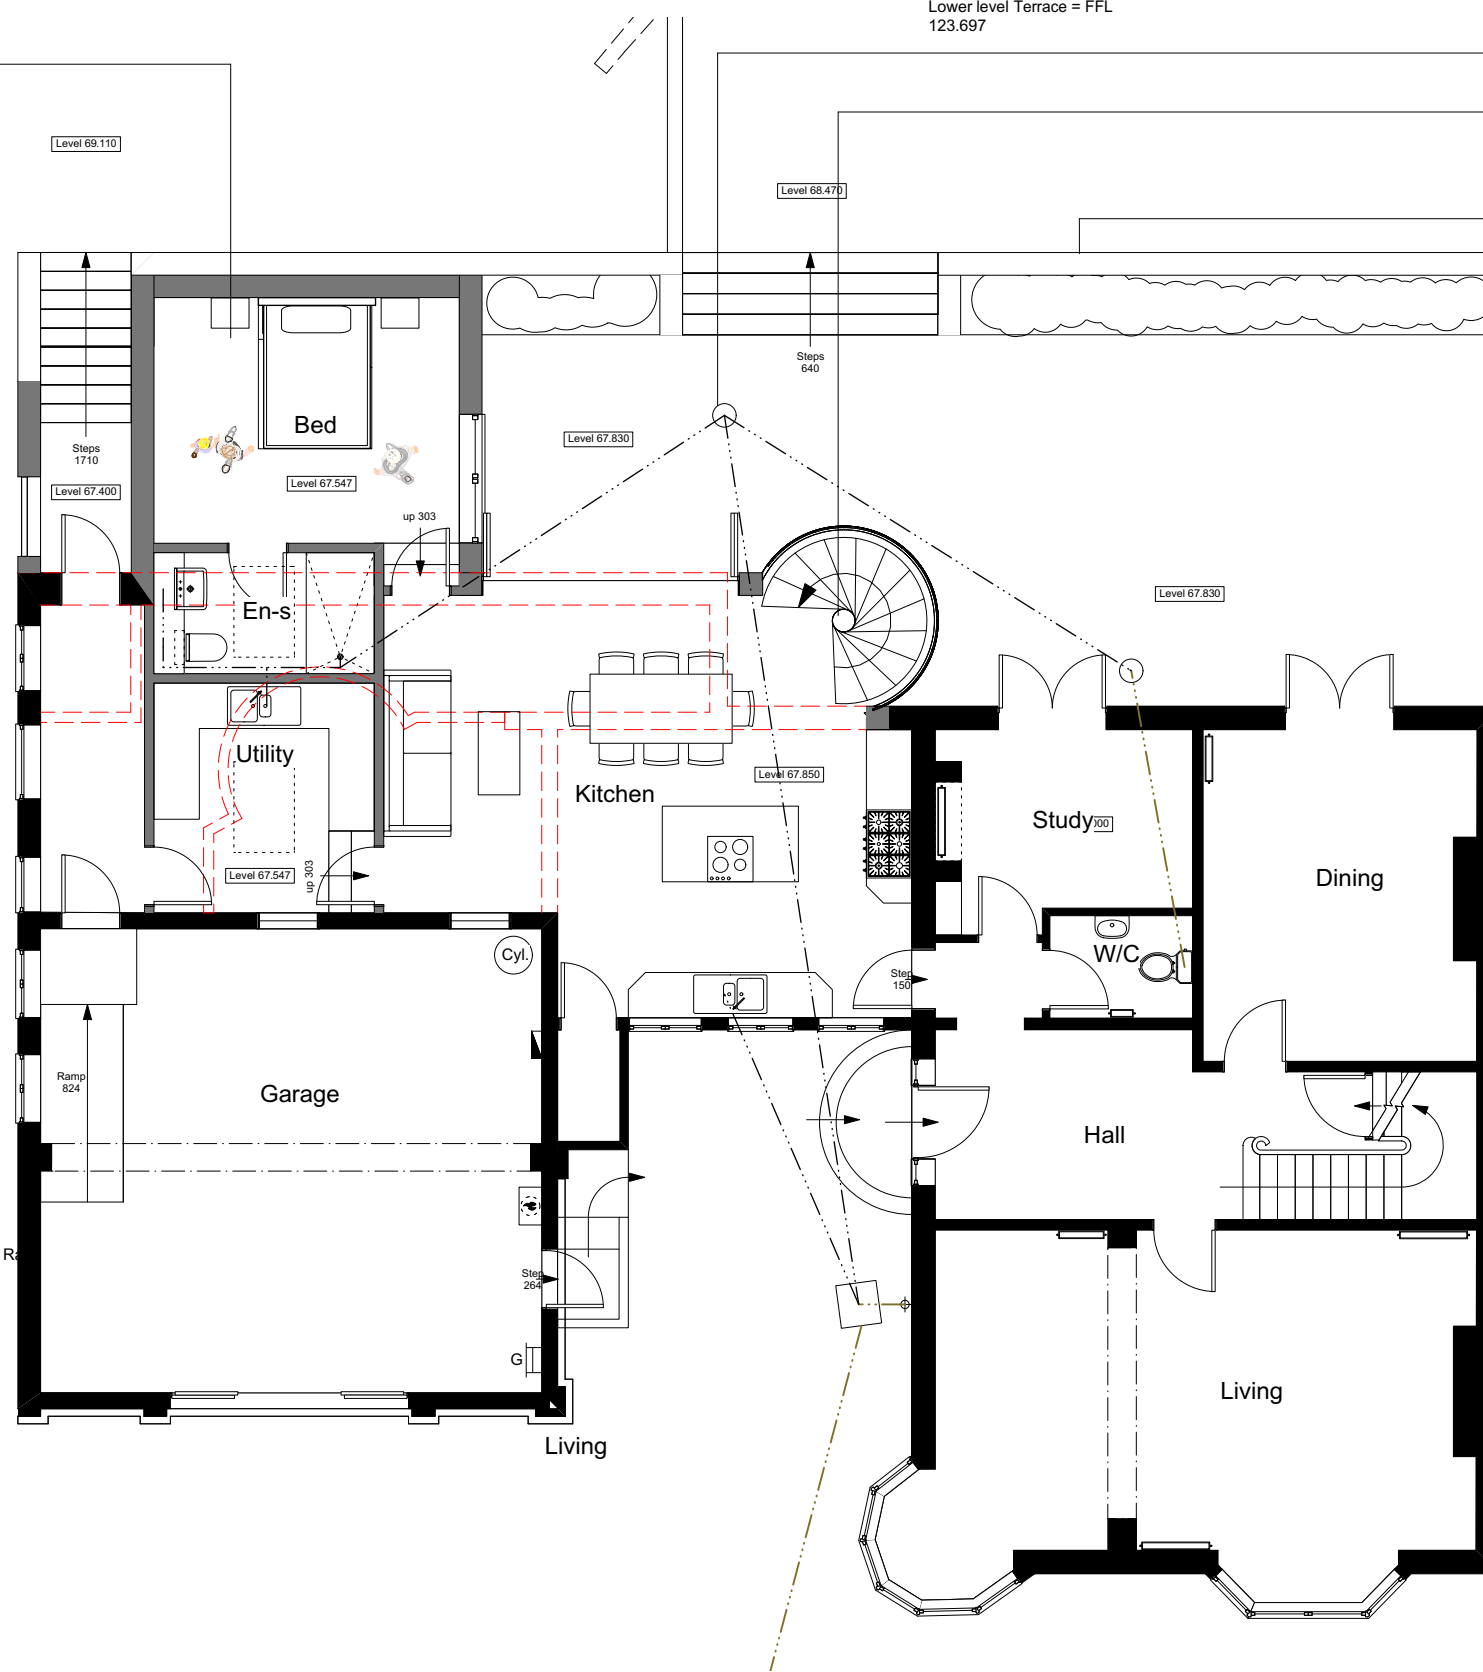 Lower level Terrace = FFL
123.697
Level 69.110
Level 68.470
Steps
640
Bed
Level 67.830
Steps
1710
Level 67.547
Level 67.400
up 303
Level 67.830
En-s
Utility
Kitchen
Level 67.850
Study
Dining
Level 67.547
up 303
W/C
Cyl.
Step
150
Ramp
824
Garage
Hall
Step
264
G
Living
Living